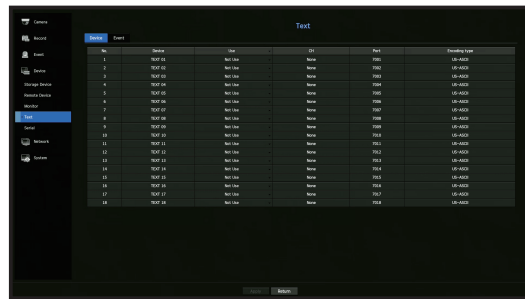 Text
Camera
Record
Event
Device
Storage Device
Remote Device
Monitor
Text
Serial
Network
System
Device Event
No Device Use CH Port Encoding type
1 TEXT 01 Not Use None 7001 US-ASCII
2 TEXT 02 Not Use None 7002 US-ASCII
3 TEXT 03 Not Use None 7003 US-ASCII
4 TEXT 04 Not Use None 7004 US-ASCII
5 TEXT 05 Not Use None 7005 US-ASCII
6 TEXT 06 Not Use None 7006 US-ASCII
7 TEXT 07 Not Use None 7007 US-ASCII
8 TEXT 08 Not Use None 7008 US-ASCII
9 TEXT 09 Not Use None 7009 US-ASCII
10 TEXT 10 Not Use None 7010 US-ASCII
11 TEXT 11 Not Use None 7011 US-ASCII
12 TEXT 12 Not Use None 7012 US-ASCII
13 TEXT 13 Not Use None 7013 US-ASCII
14 TEXT 14 Not Use None 7014 US-ASCII
15 TEXT 15 Not Use None 7015 US-ASCII
16 TEXT 16 Not Use None 7016 US-ASCII
17 TEXT 17 Not Use None 7017 US-ASCII
18 TEXT 18 Not Use None 7018 US-ASCII
Apply Return